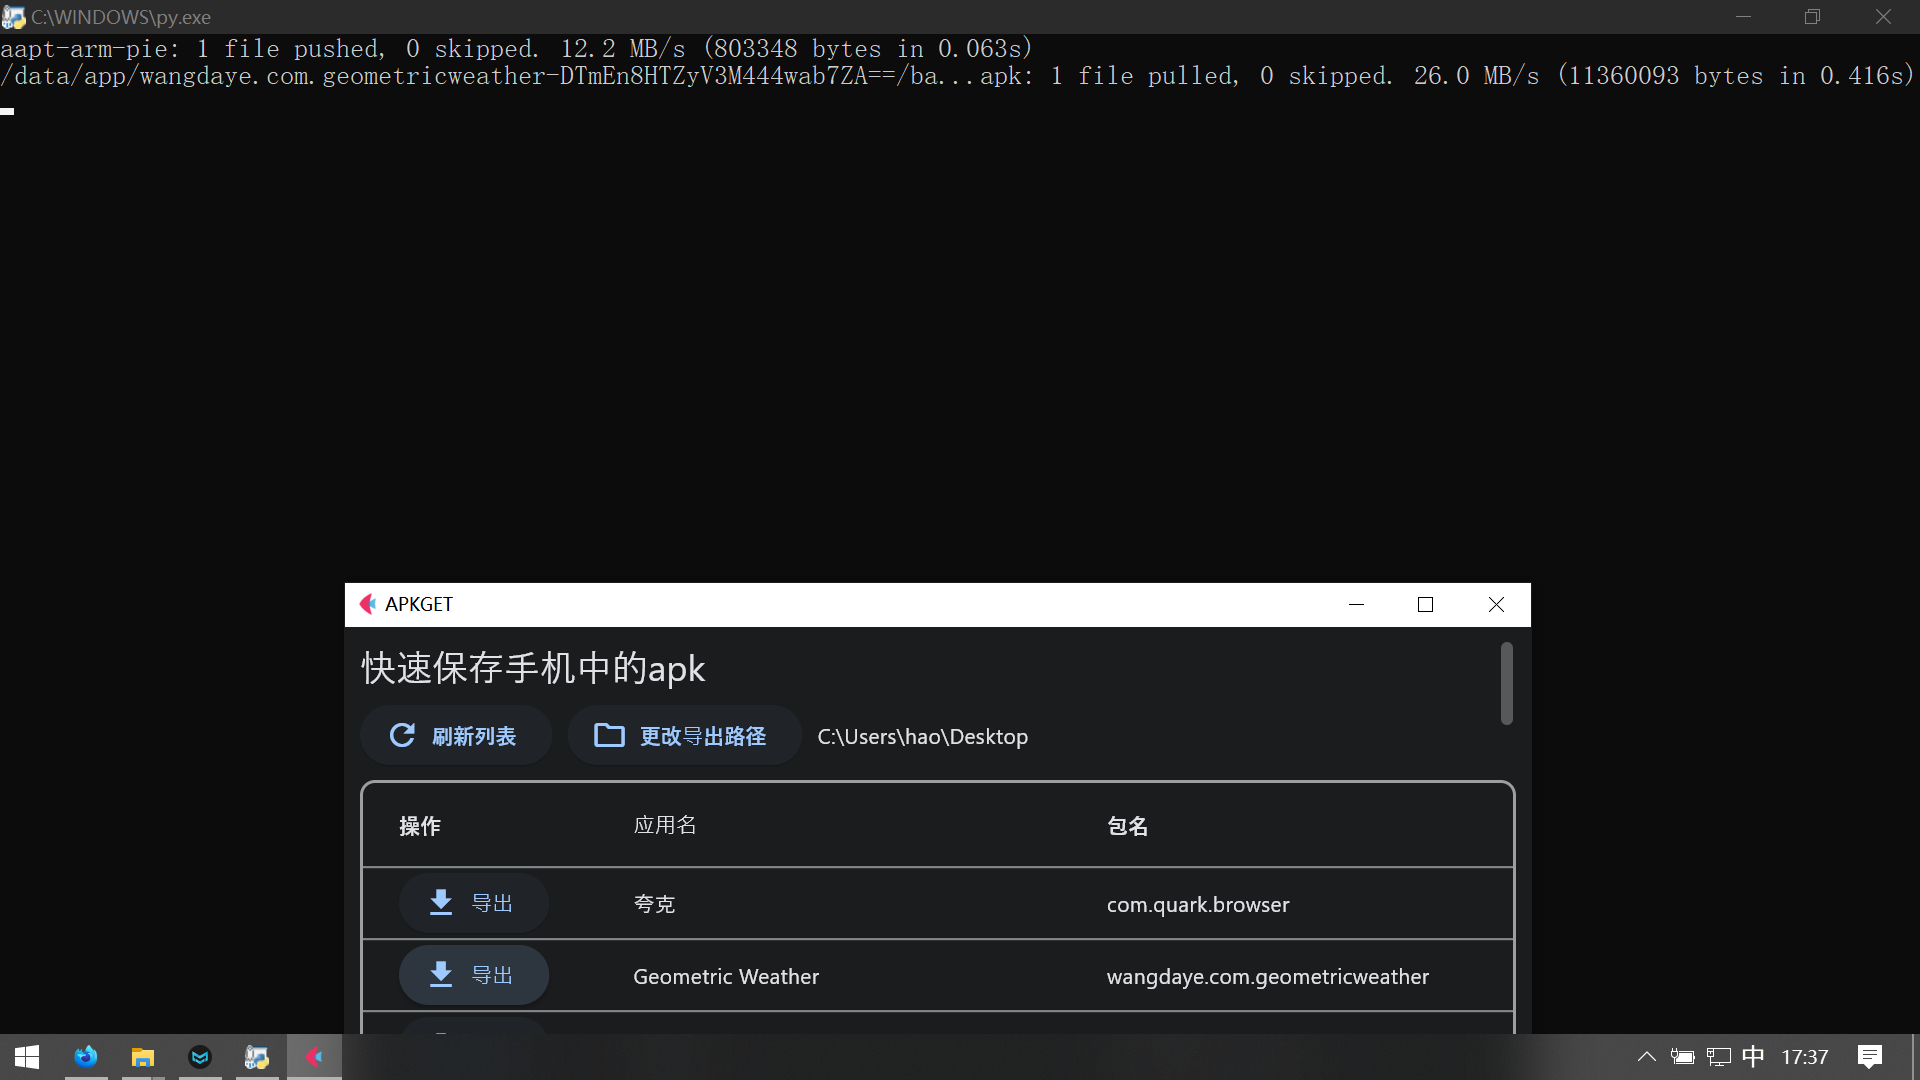 C:\WINDOWS\py.exe
aapt-arm-pie: 1 file pushed, 0 skipped. 12.2 MB/s (803348 bytes in 0.063s)
/data/app/wangdaye.com.geometricweather-DTmEn8HTZyV3M444wab7ZA==/ba...apk: 1 file pulled, 0 skipped. 26.0 MB/s (11360093 bytes in 0.416s)
APKGET
快速保存手机中的apk
刷新列表 更改导出路径 C:\Users\hao\Desktop
操作 应用名 包名
导出 夸克 com.quark.browser
导出 Geometric Weather wangdaye.com.geometricweather
中 17:37